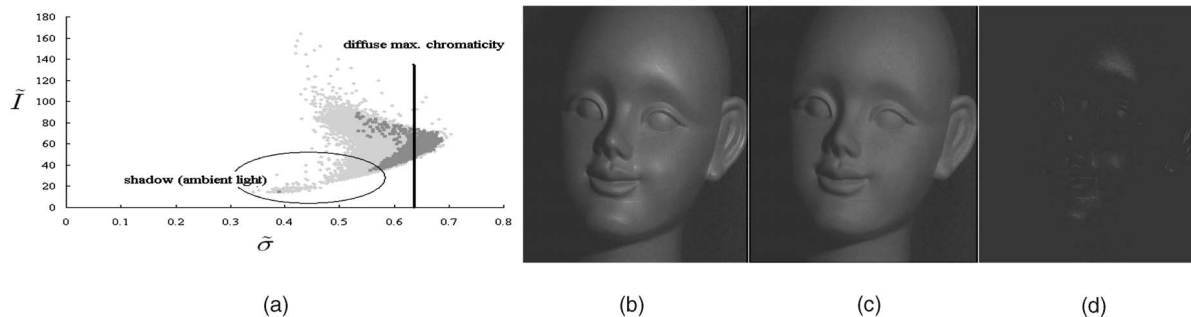 180
160
140
120
100
80
60
40
20
0
Ĩ
diffuse max. chromaticity
shadow (ambient light)
0 0.1 0.2 0.3 0.4 0.5 0.6 0.7 0.8
σ̃
(a) (b) (c) (d)